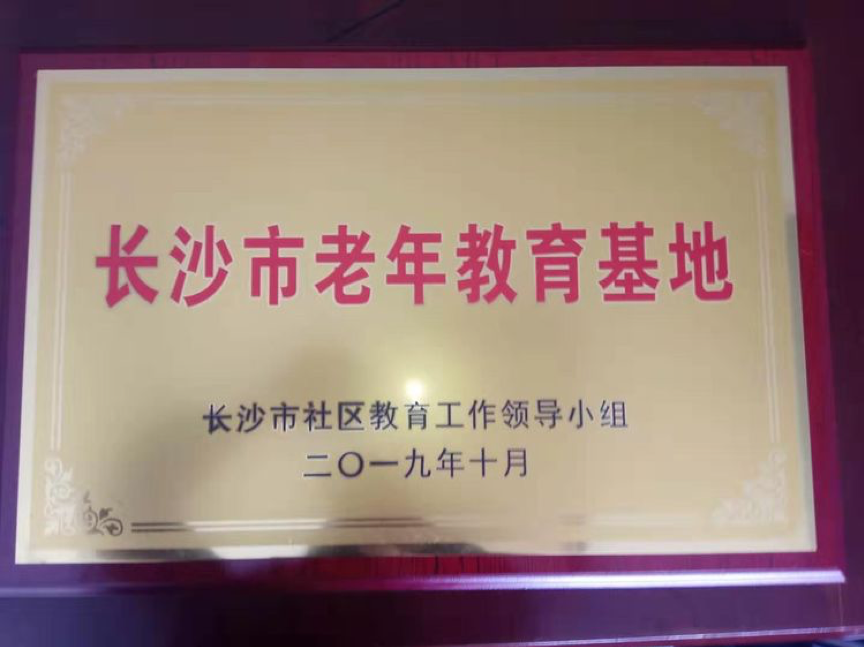 长沙市老年教育基地
长沙市社区教育工作领导小组
二〇一九年十月